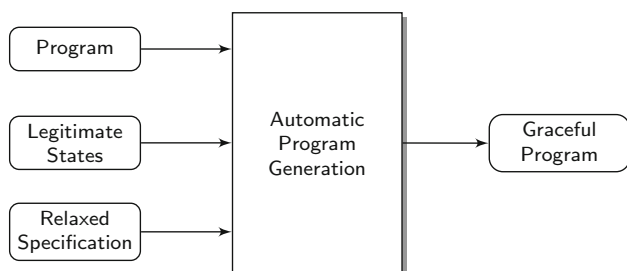 Program
Legitimate
States
Relaxed
Specification
Automatic
Program
Generation
Graceful
Program